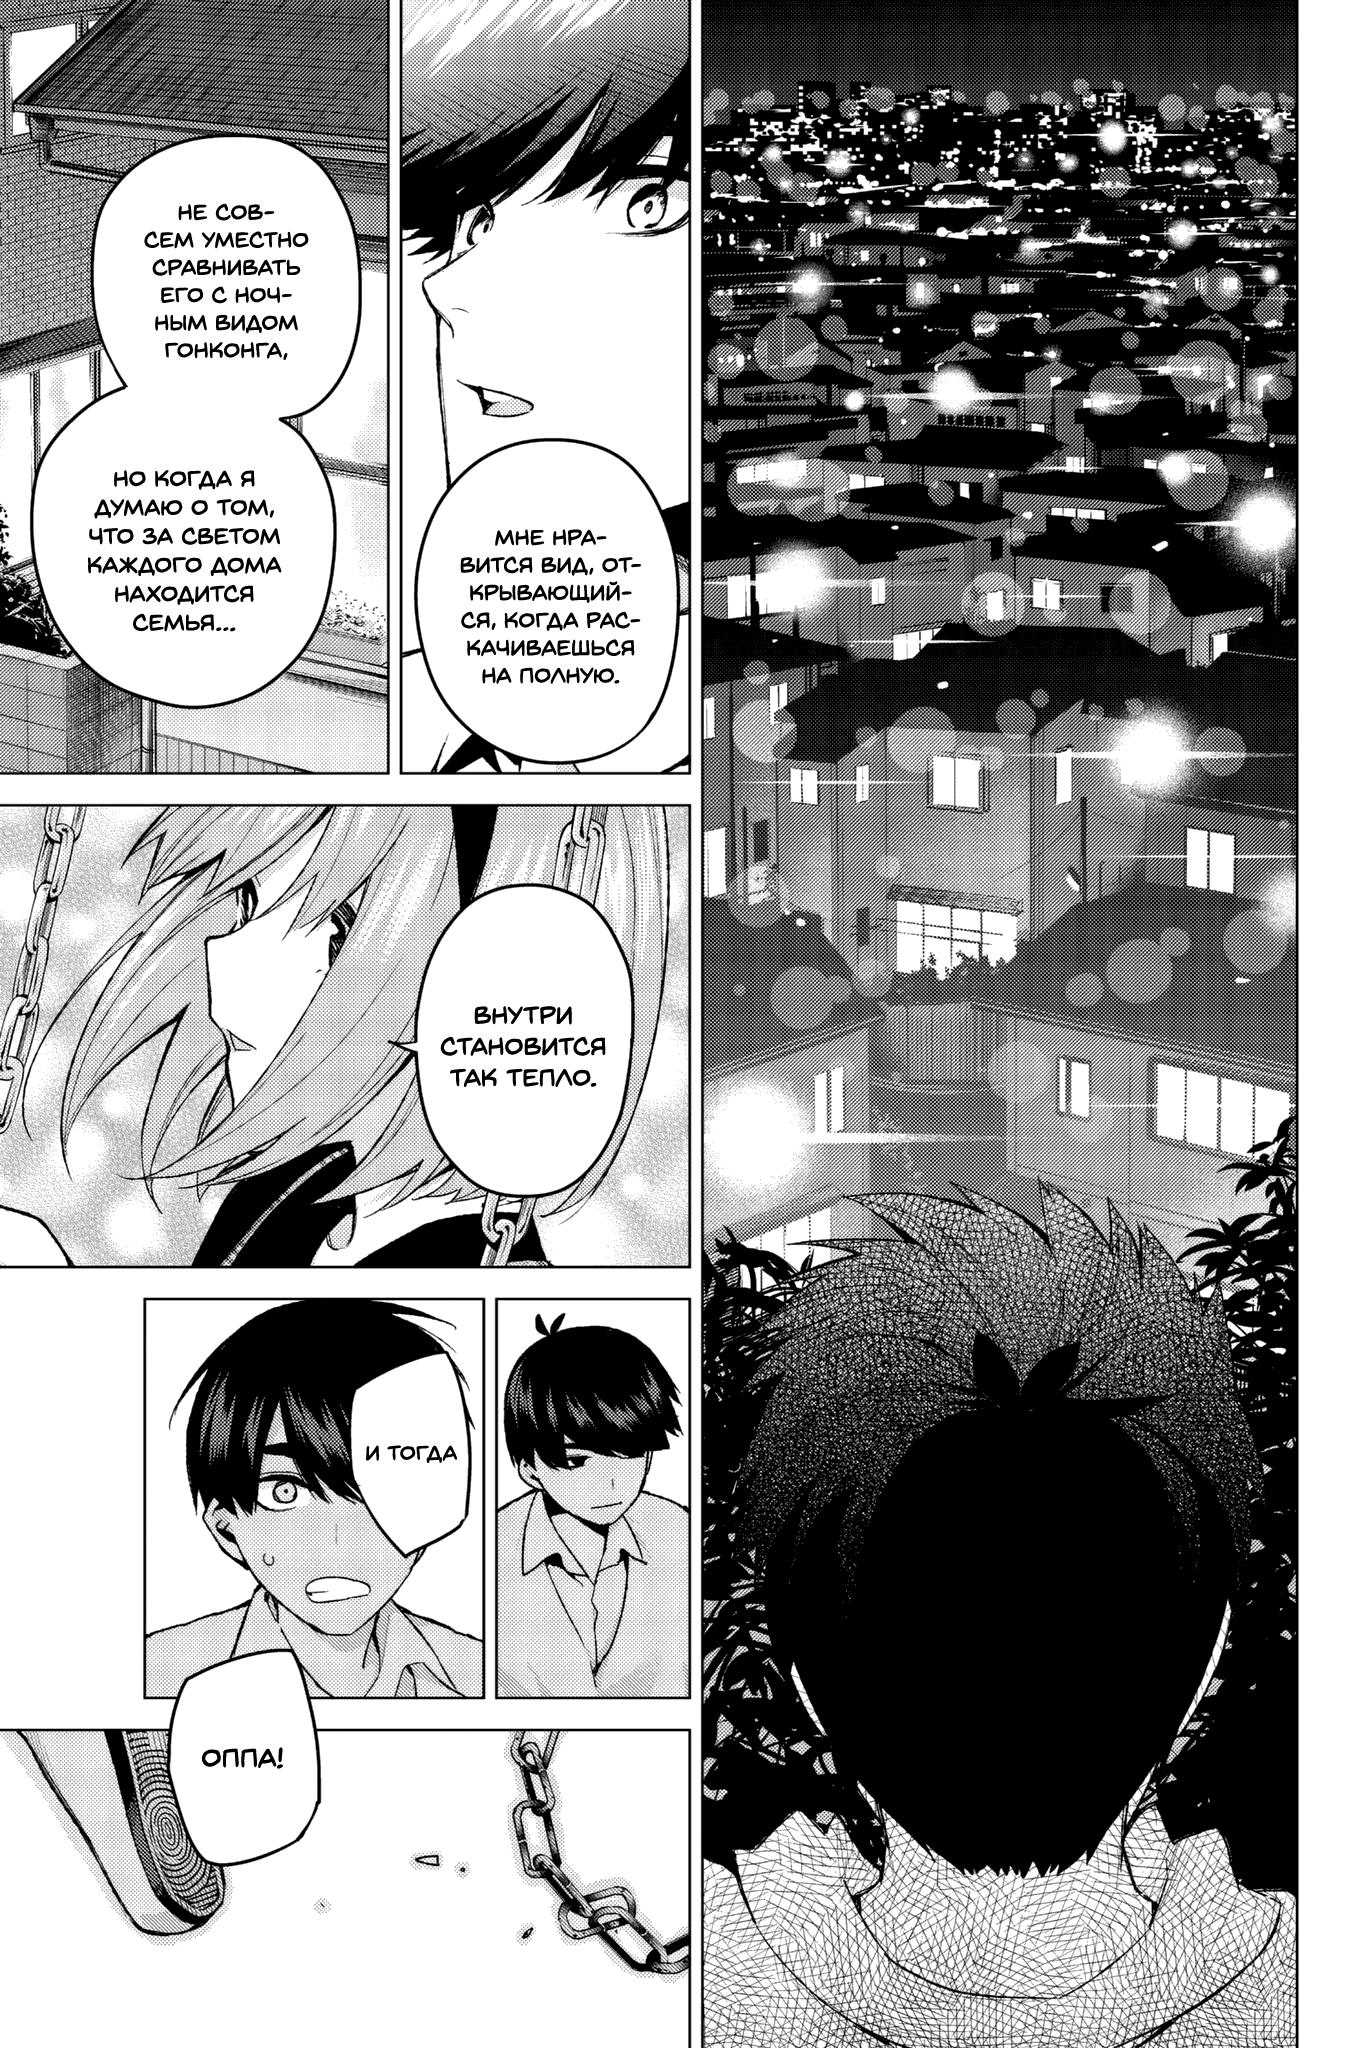 МНЕ НРА-
ВИТСЯ ВИД, ОТ-
КРЫВАЮЩИЙ-
СЯ, КОГДА РАС-
КАЧИВАЕШЬСЯ
НА ПОЛНУЮ.
НЕ СОВ-
СЕМ УМЕСТНО
СРАВНИВАТЬ
ЕГО С НОЧ-
НЫМ ВИДОМ
ГОНКОНГА,
НО КОГДА Я
ДУМАЮ О ТОМ,
ЧТО ЗА СВЕТОМ
КАЖДОГО ДОМА
НАХОДИТСЯ
СЕМЬЯ...
ВНУТРИ
СТАНОВИТСЯ
ТАК ТЕПЛО.
И ТОГДА
ОППА!